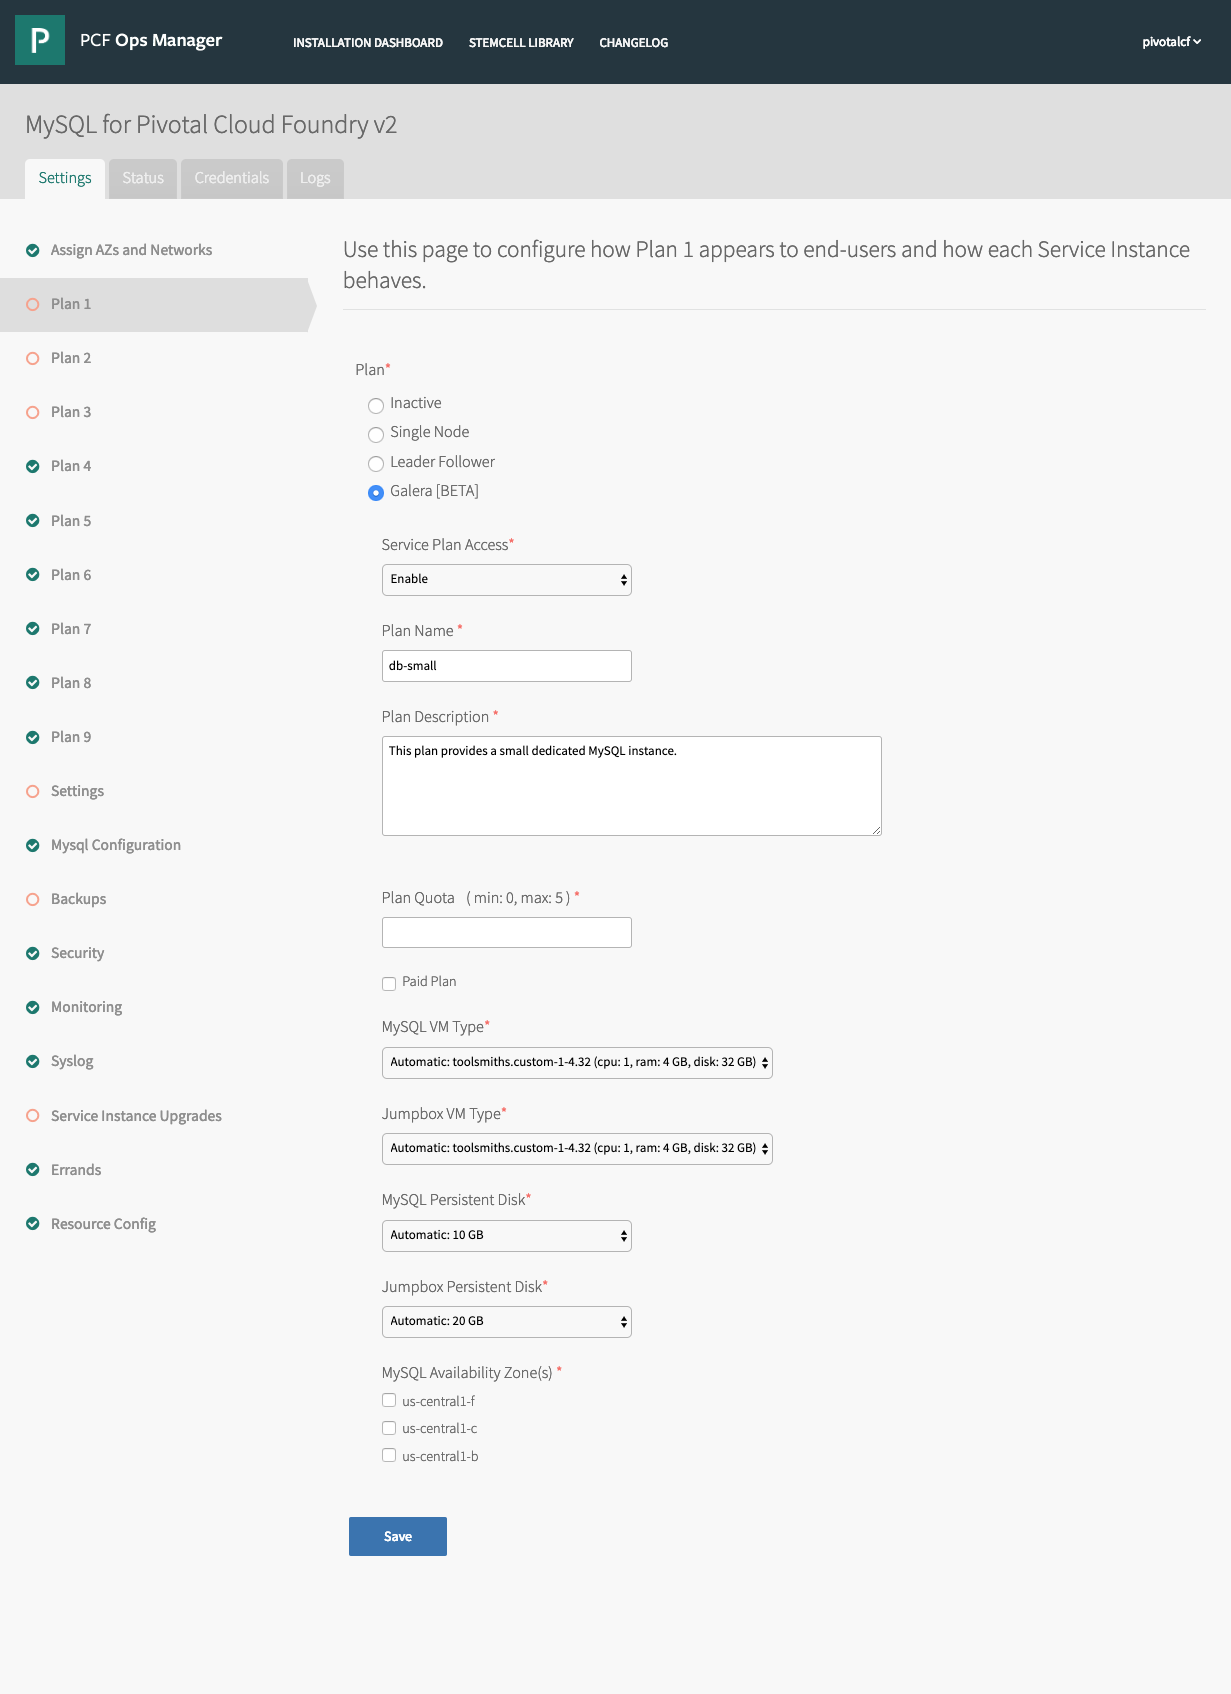 P PCF Ops Manager INSTALLATION DASHBOARD STEMCELL LIBRARY CHANGELOG pivotalcf
MySQL for Pivotal Cloud Foundry v2
Settings Status Credentials Logs
Assign AZs and Networks
Plan 1
Plan 2
Plan 3
Plan 4
Plan 5
Plan 6
Plan 7
Plan 8
Plan 9
Settings
Mysql Configuration
Backups
Security
Monitoring
Syslog
Service Instance Upgrades
Errands
Resource Config
Use this page to configure how Plan 1 appears to end-users and how each Service Instance
behaves.
Plan*
Inactive
Single Node
Leader Follower
Galera [BETA]
Service Plan Access*
Enable
Plan Name *
db-small
Plan Description *
This plan provides a small dedicated MySQL instance.
Plan Quota ( min: 0, max: 5 ) *
Paid Plan
MySQL VM Type*
Automatic: toolsmiths.custom-1-4.32 (cpu: 1, ram: 4 GB, disk: 32 GB)
Jumpbox VM Type*
Automatic: toolsmiths.custom-1-4.32 (cpu: 1, ram: 4 GB, disk: 32 GB)
MySQL Persistent Disk*
Automatic: 10 GB
Jumpbox Persistent Disk*
Automatic: 20 GB
MySQL Availability Zone(s) *
us-central1-f
us-central1-c
us-central1-b
Save